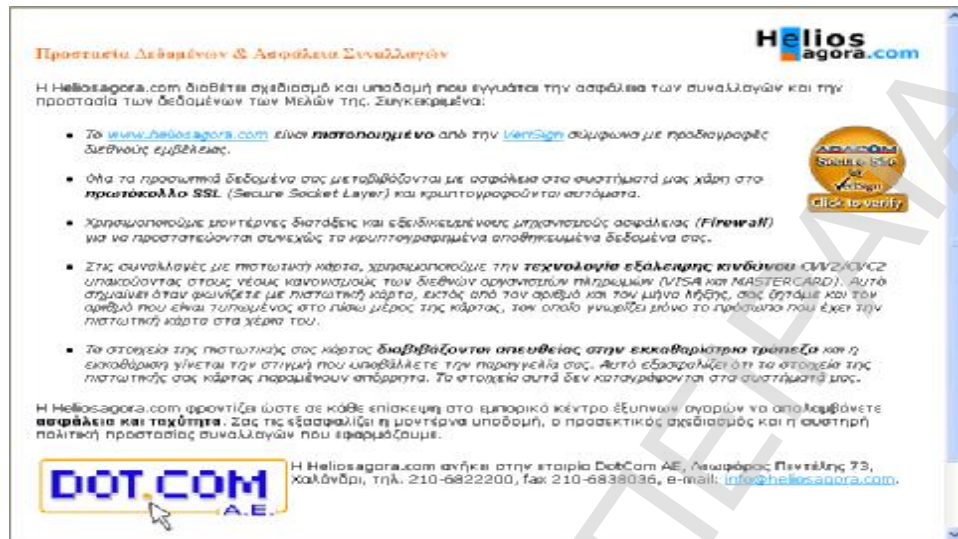 Προστασία Δεδομένων & Ασφάλεια Συναλλαγών
Helios
agora.com
Η Heliosagora.com διαθέτει σχεδιασμό και υποδομή που εγγυάται την ασφάλεια των συναλλαγών και την
προστασία των δεδομένων των Μελών της. Συγκεκριμένα:
• Το www.heliosagora.com είναι πιστοποιημένο από την VeriSign σύμφωνα με προδιαγραφές
διεθνούς εμβέλειας.
ADACOM
Secure Site
VeriSign
Click to verify
• Όλα τα προσωπικά δεδομένα σας μεταβιβάζονται με ασφάλεια στα συστήματά μας χάρη στο
πρωτόκολλο SSL (Secure Socket Layer) και κρυπτογραφούνται αυτόματα.
• Χρησιμοποιούμε μοντέρνες διατάξεις και εξειδικευμένους μηχανισμούς ασφάλειας (Firewall)
για να προστατεύονται συνεχώς τα κρυπτογραφημένα αποθηκευμένα δεδομένα σας.
• Στις συναλλαγές με πιστωτική κάρτα, χρησιμοποιούμε την τεχνολογία εξάλειψης κινδύνου CVV2/CVC2
υπακούοντας στους νέους κανονισμούς των διεθνών οργανισμών πληρωμών (VISA και MASTERCARD). Αυτό
σημαίνει όταν ψωνίζετε με πιστωτική κάρτα, εκτός από τον αριθμό και τον μήνα λήξης, σας ζητάμε και τον
αριθμό που είναι τυπωμένος στο πίσω μέρος της κάρτας, τον οποίο γνωρίζει μόνο το πρόσωπο που έχει την
πιστωτική κάρτα στα χέρια του.
• Τα στοιχεία της πιστωτικής σας κάρτας διαβιβάζονται απευθείας στην εκκαθαρίστρια τράπεζα και η
εκκαθάριση γίνεται την στιγμή που υποβάλλετε την παραγγελία σας. Αυτό εξασφαλίζει ότι τα στοιχεία της
πιστωτικής σας κάρτας παραμένουν απόρρητα. Τα στοιχεία αυτά δεν καταγράφονται στα συστήματά μας.
Η Heliosagora.com φροντίζει ώστε σε κάθε επίσκεψη στο εμπορικό κέντρο έξυπνων αγορών να απολαμβάνετε
ασφάλεια και ταχύτητα. Σας τις εξασφαλίζει η μοντέρνα υποδομή, ο προσεκτικός σχεδιασμός και η αυστηρή
πολιτική προστασίας συναλλαγών που εφαρμόζουμε.
DOT.COM
A.E.
Η Heliosagora.com ανήκει στην εταιρία DotCom AE, Λεωφόρος Πεντέλης 73,
Χαλάνδρι, τηλ. 210-6822200, fax 210-6838036, e-mail: info@heliosagora.com.